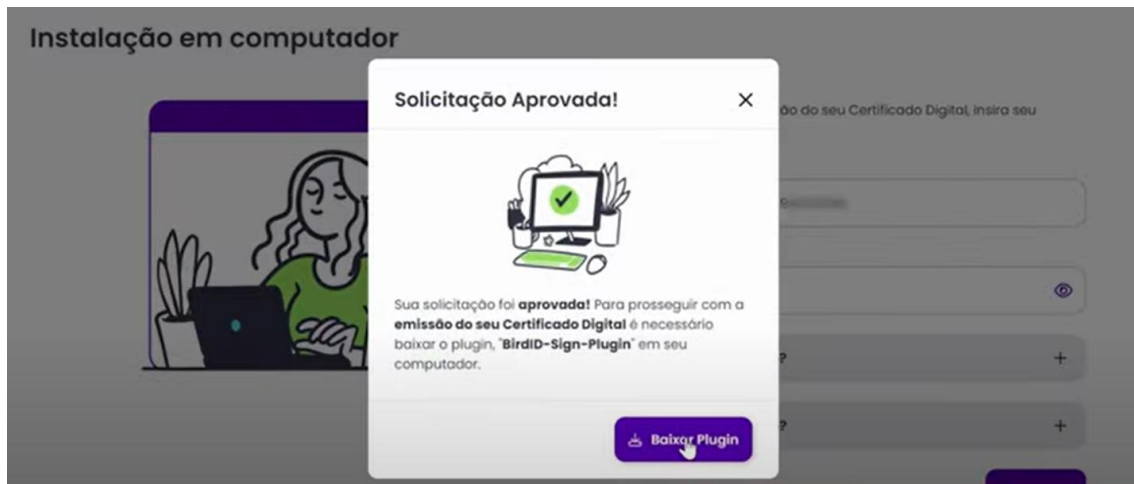 Instalação em computador
Solicitação Aprovada!
ão do seu Certificado Digital, insira seu
Sua solicitação foi aprovada! Para prosseguir com a
emissão do seu Certificado Digital é necessário
baixar o plugin, "BirdID-Sign-Plugin" em seu
computador.
?
?
Baixar Plugin